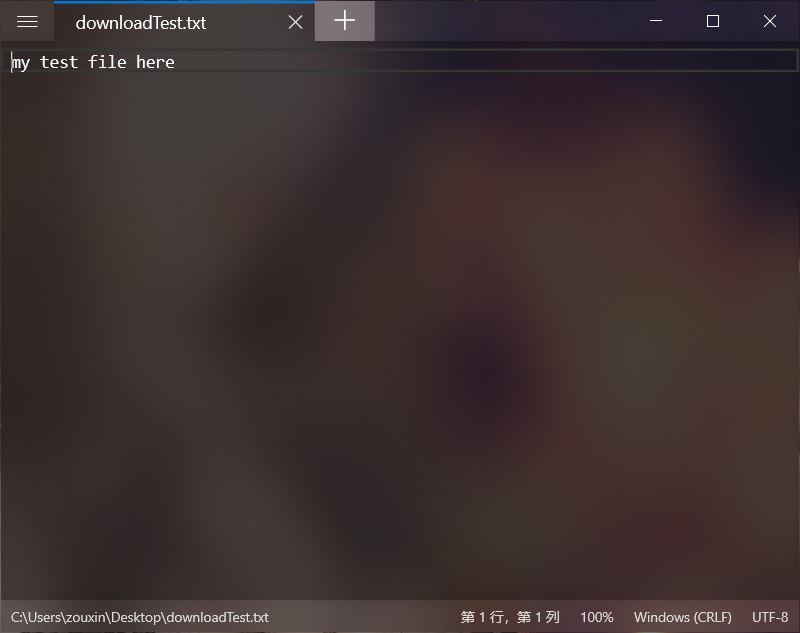 downloadTest.txt
my test file here
C:\Users\zouxin\Desktop\downloadTest.txt 第 1 行，第 1 列 100% Windows (CRLF) UTF-8